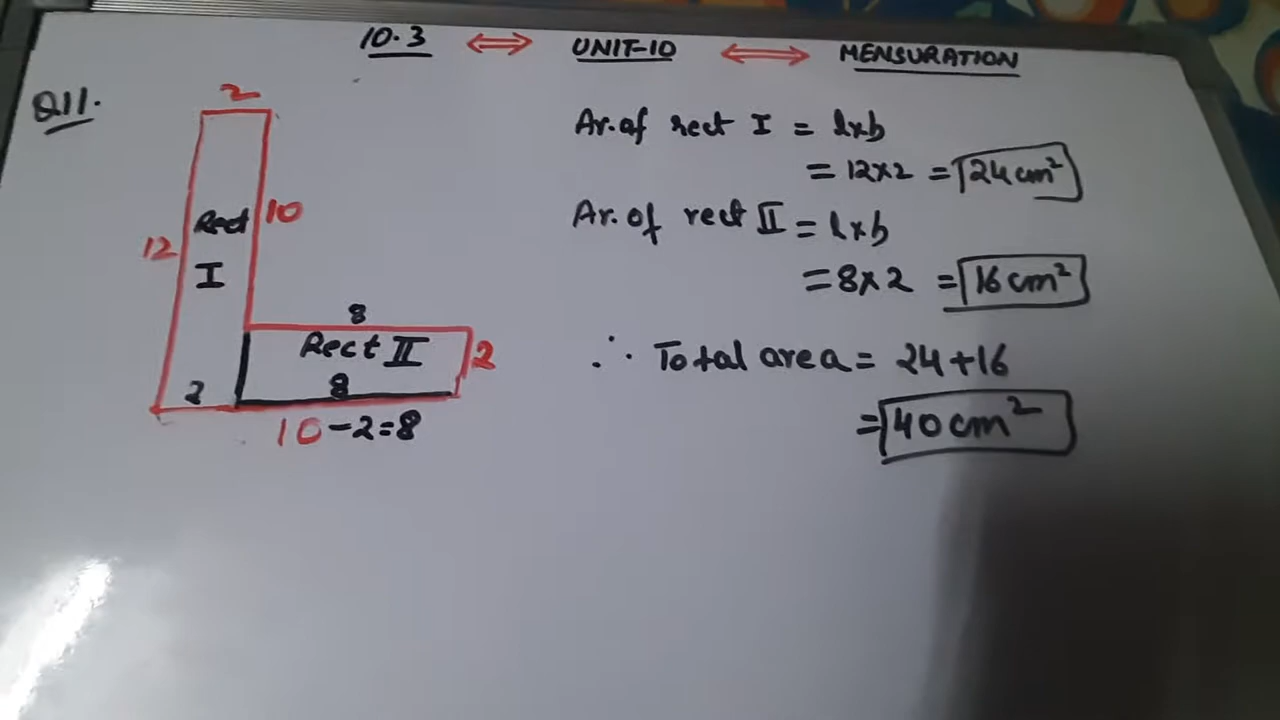 10.3 ⟺ UNIT-10 ⟺ MENSURATION
Q11.
2
Rect
I
12
10
2
8
Rect II
8
2
10-2=8
Ar. of rect I = l×b
= 12×2 = 24 cm²
Ar. of rect II = l×b
= 8×2 = 16 cm²
∴ Total area = 24+16
= 40 cm²